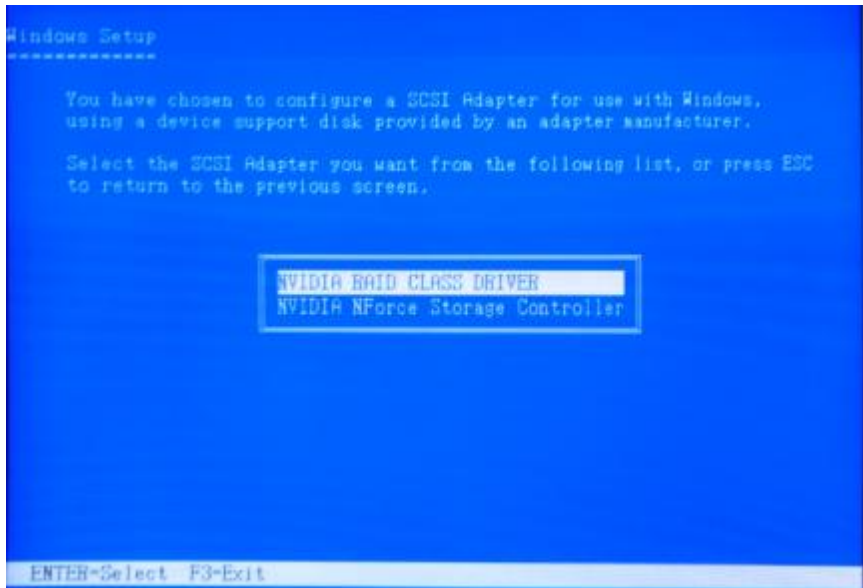 Windows Setup
You have chosen to configure a SCSI Adapter for use with Windows,
using a device support disk provided by an adapter manufacturer.
Select the SCSI Adapter you want from the following list, or press ESC
to return to the previous screen.
NVIDIA RAID CLASS DRIVER
NVIDIA NForce Storage Controller
ENTER=Select F3=Exit